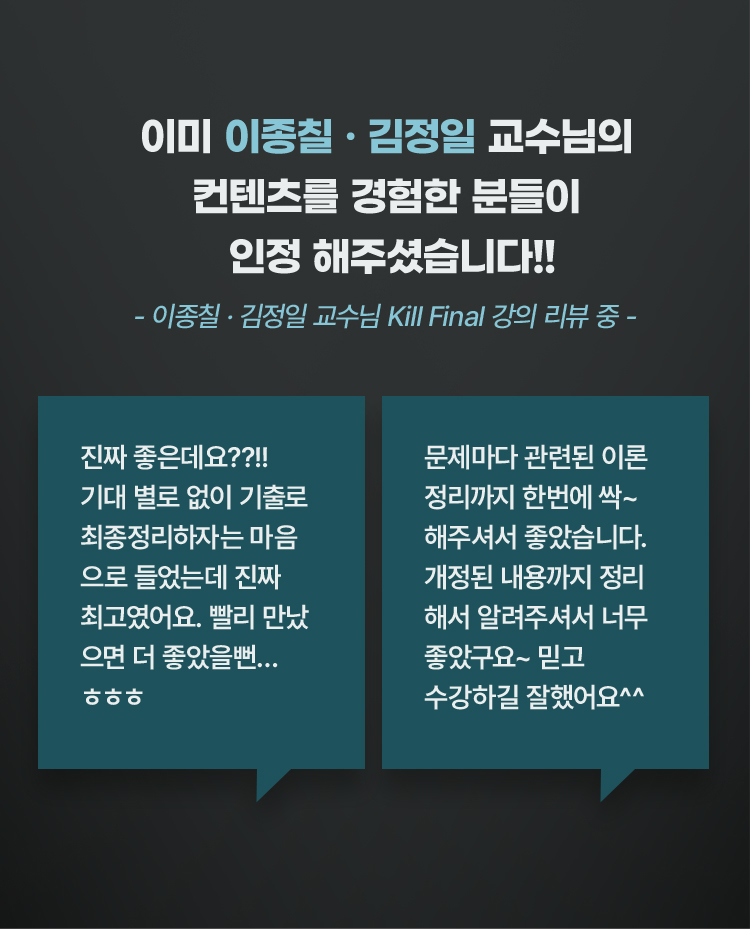 이미 이종칠 · 김정일 교수님의
컨텐츠를 경험한 분들이
인정 해주셨습니다!!
- 이종칠 · 김정일 교수님 Kill Final 강의 리뷰 중 -
진짜 좋은데요??!!
기대 별로 없이 기출로
최종정리하자는 마음
으로 들었는데 진짜
최고였어요. 빨리 만났
으면 더 좋았을뻔...
ㅎㅎㅎ
문제마다 관련된 이론
정리까지 한번에 싹~
해주셔서 좋았습니다.
개정된 내용까지 정리
해서 알려주셔서 너무
좋았구요~ 믿고
수강하길 잘했어요^^